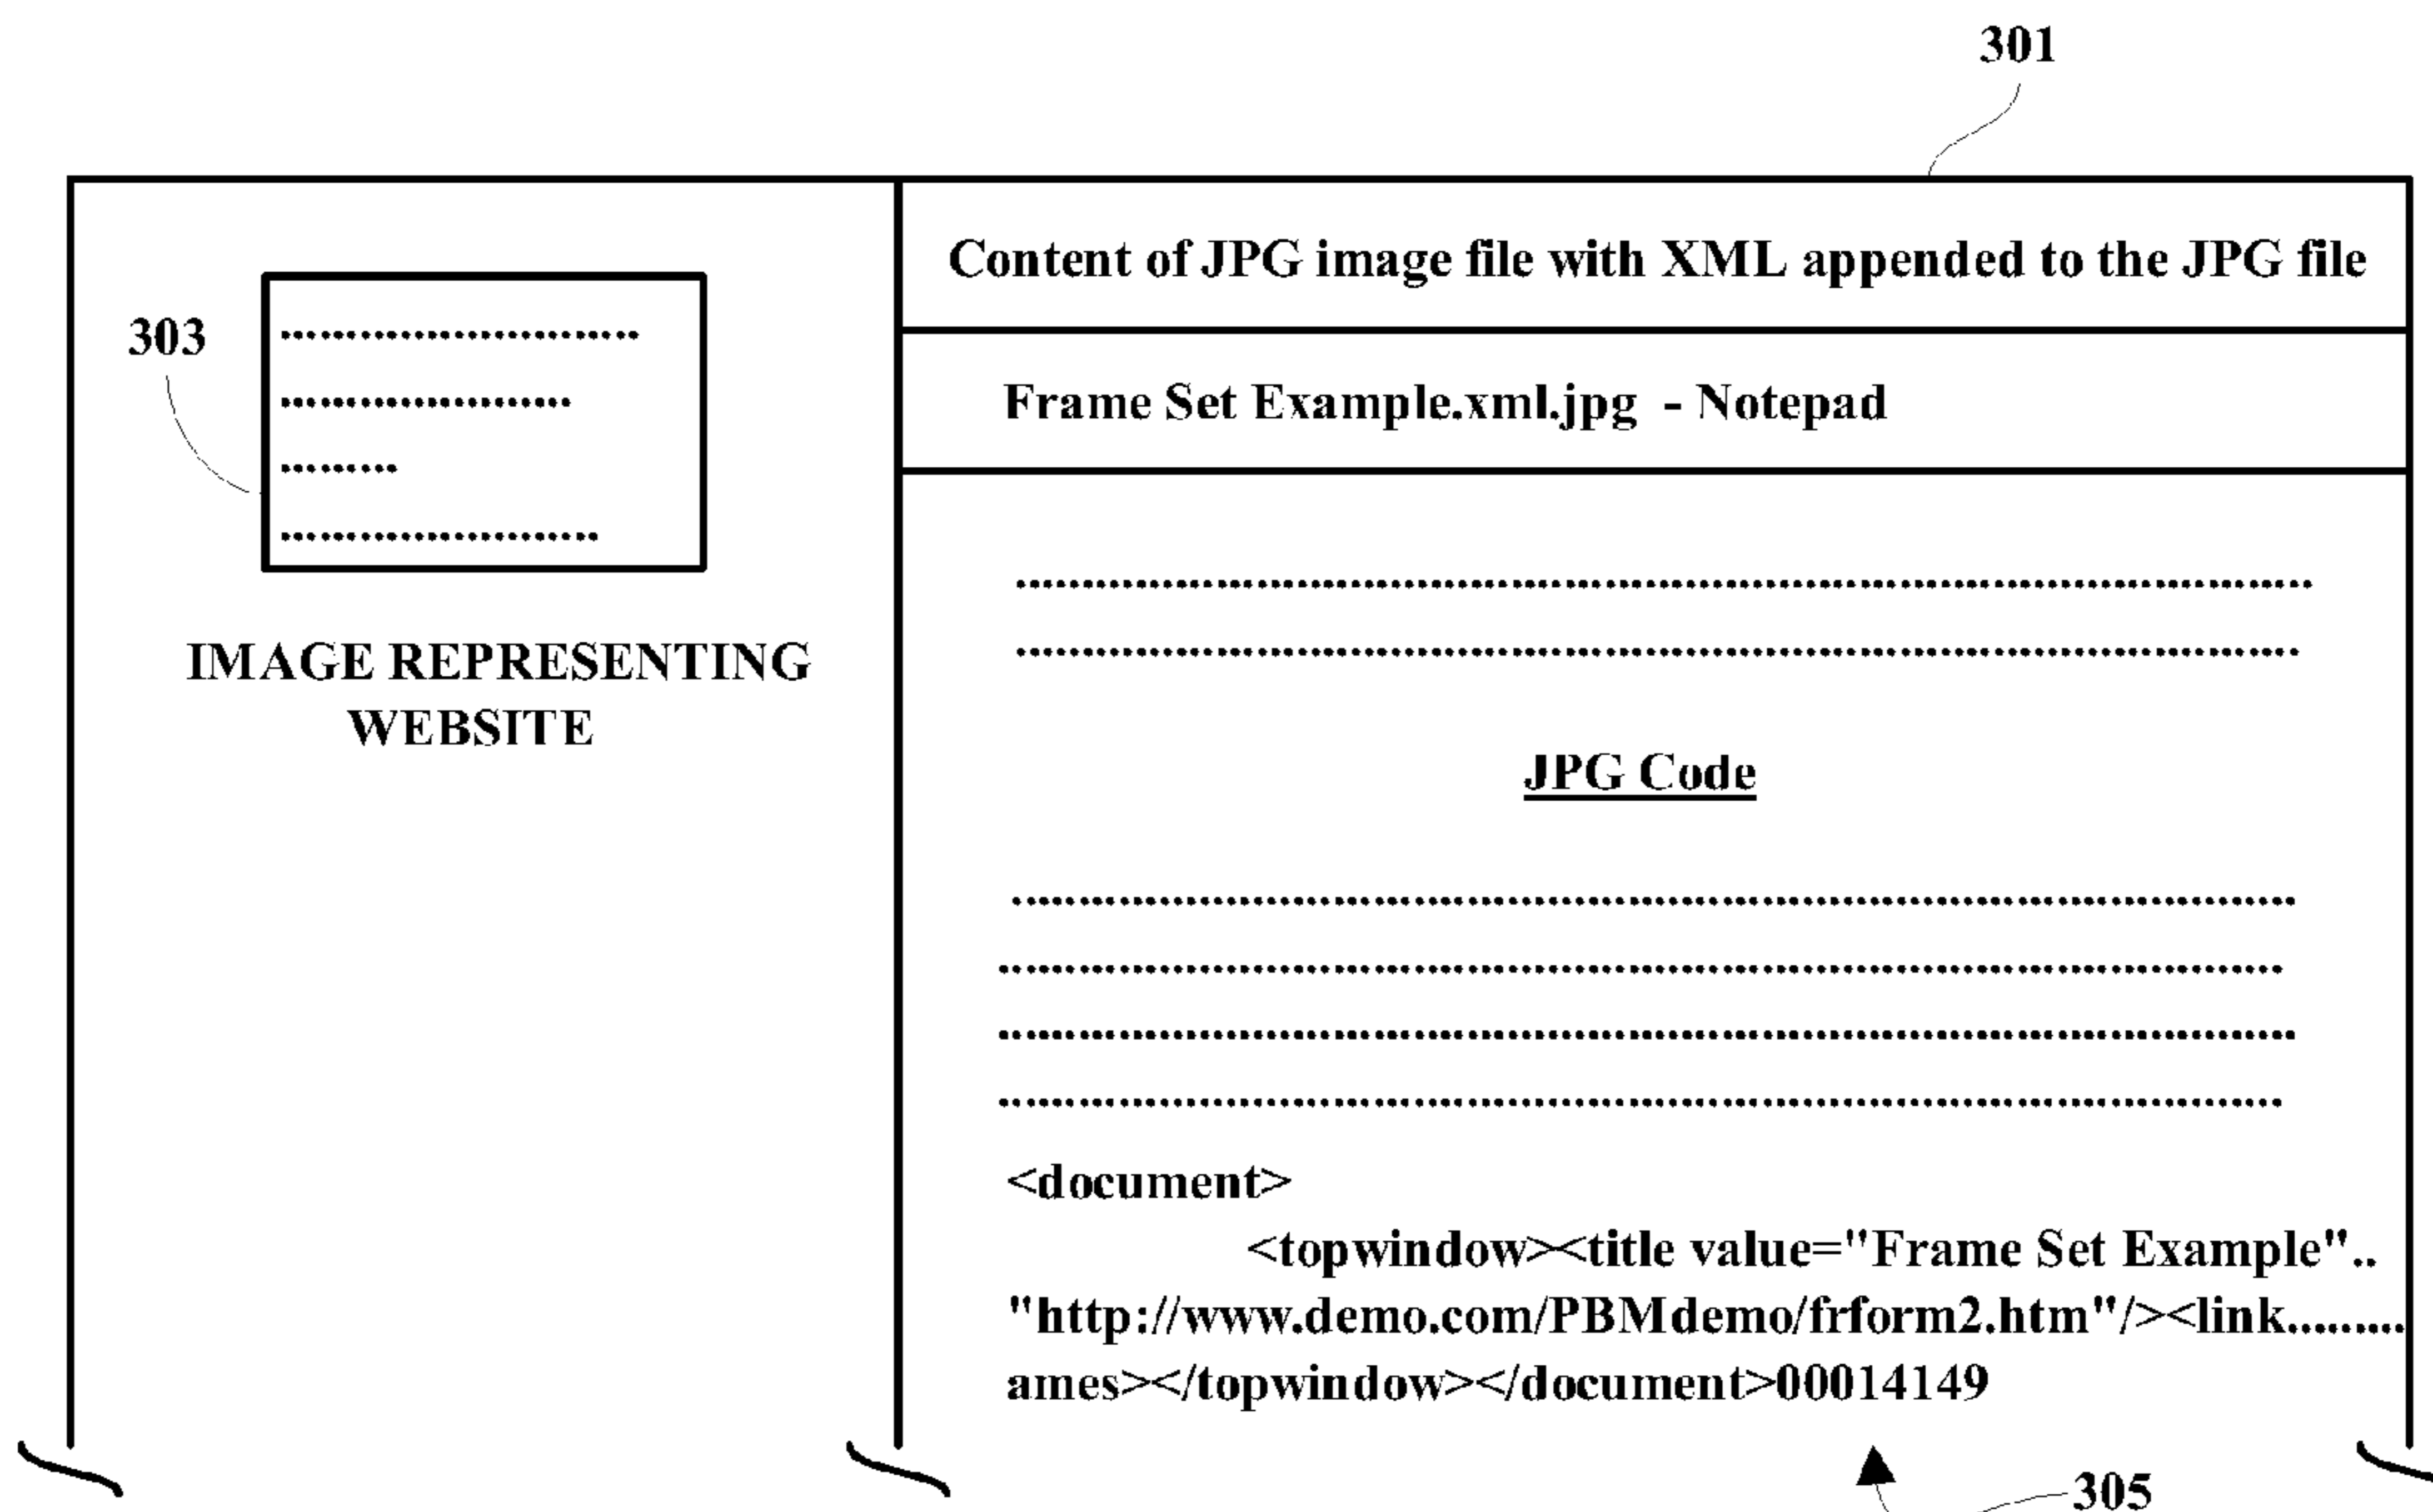 301
303
IMAGE REPRESENTING
WEBSITE
Content of JPG image file with XML appended to the JPG file
Frame Set Example.xml.jpg - Notepad
JPG Code
<document>
<topwindow><title value="Frame Set Example"..
"http://www.demo.com/PBMdemo/frform2.htm"/><link.........
ames></topwindow></document>00014149
305